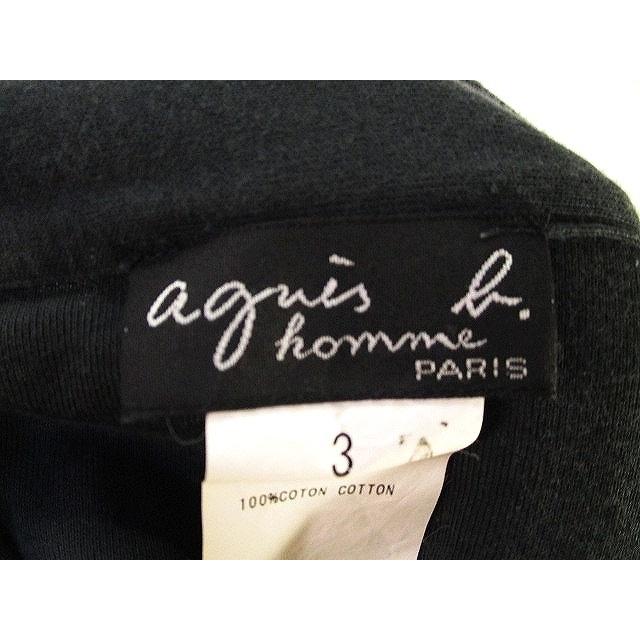 agnès b.
homme
PARIS
3
100%COTON COTTON